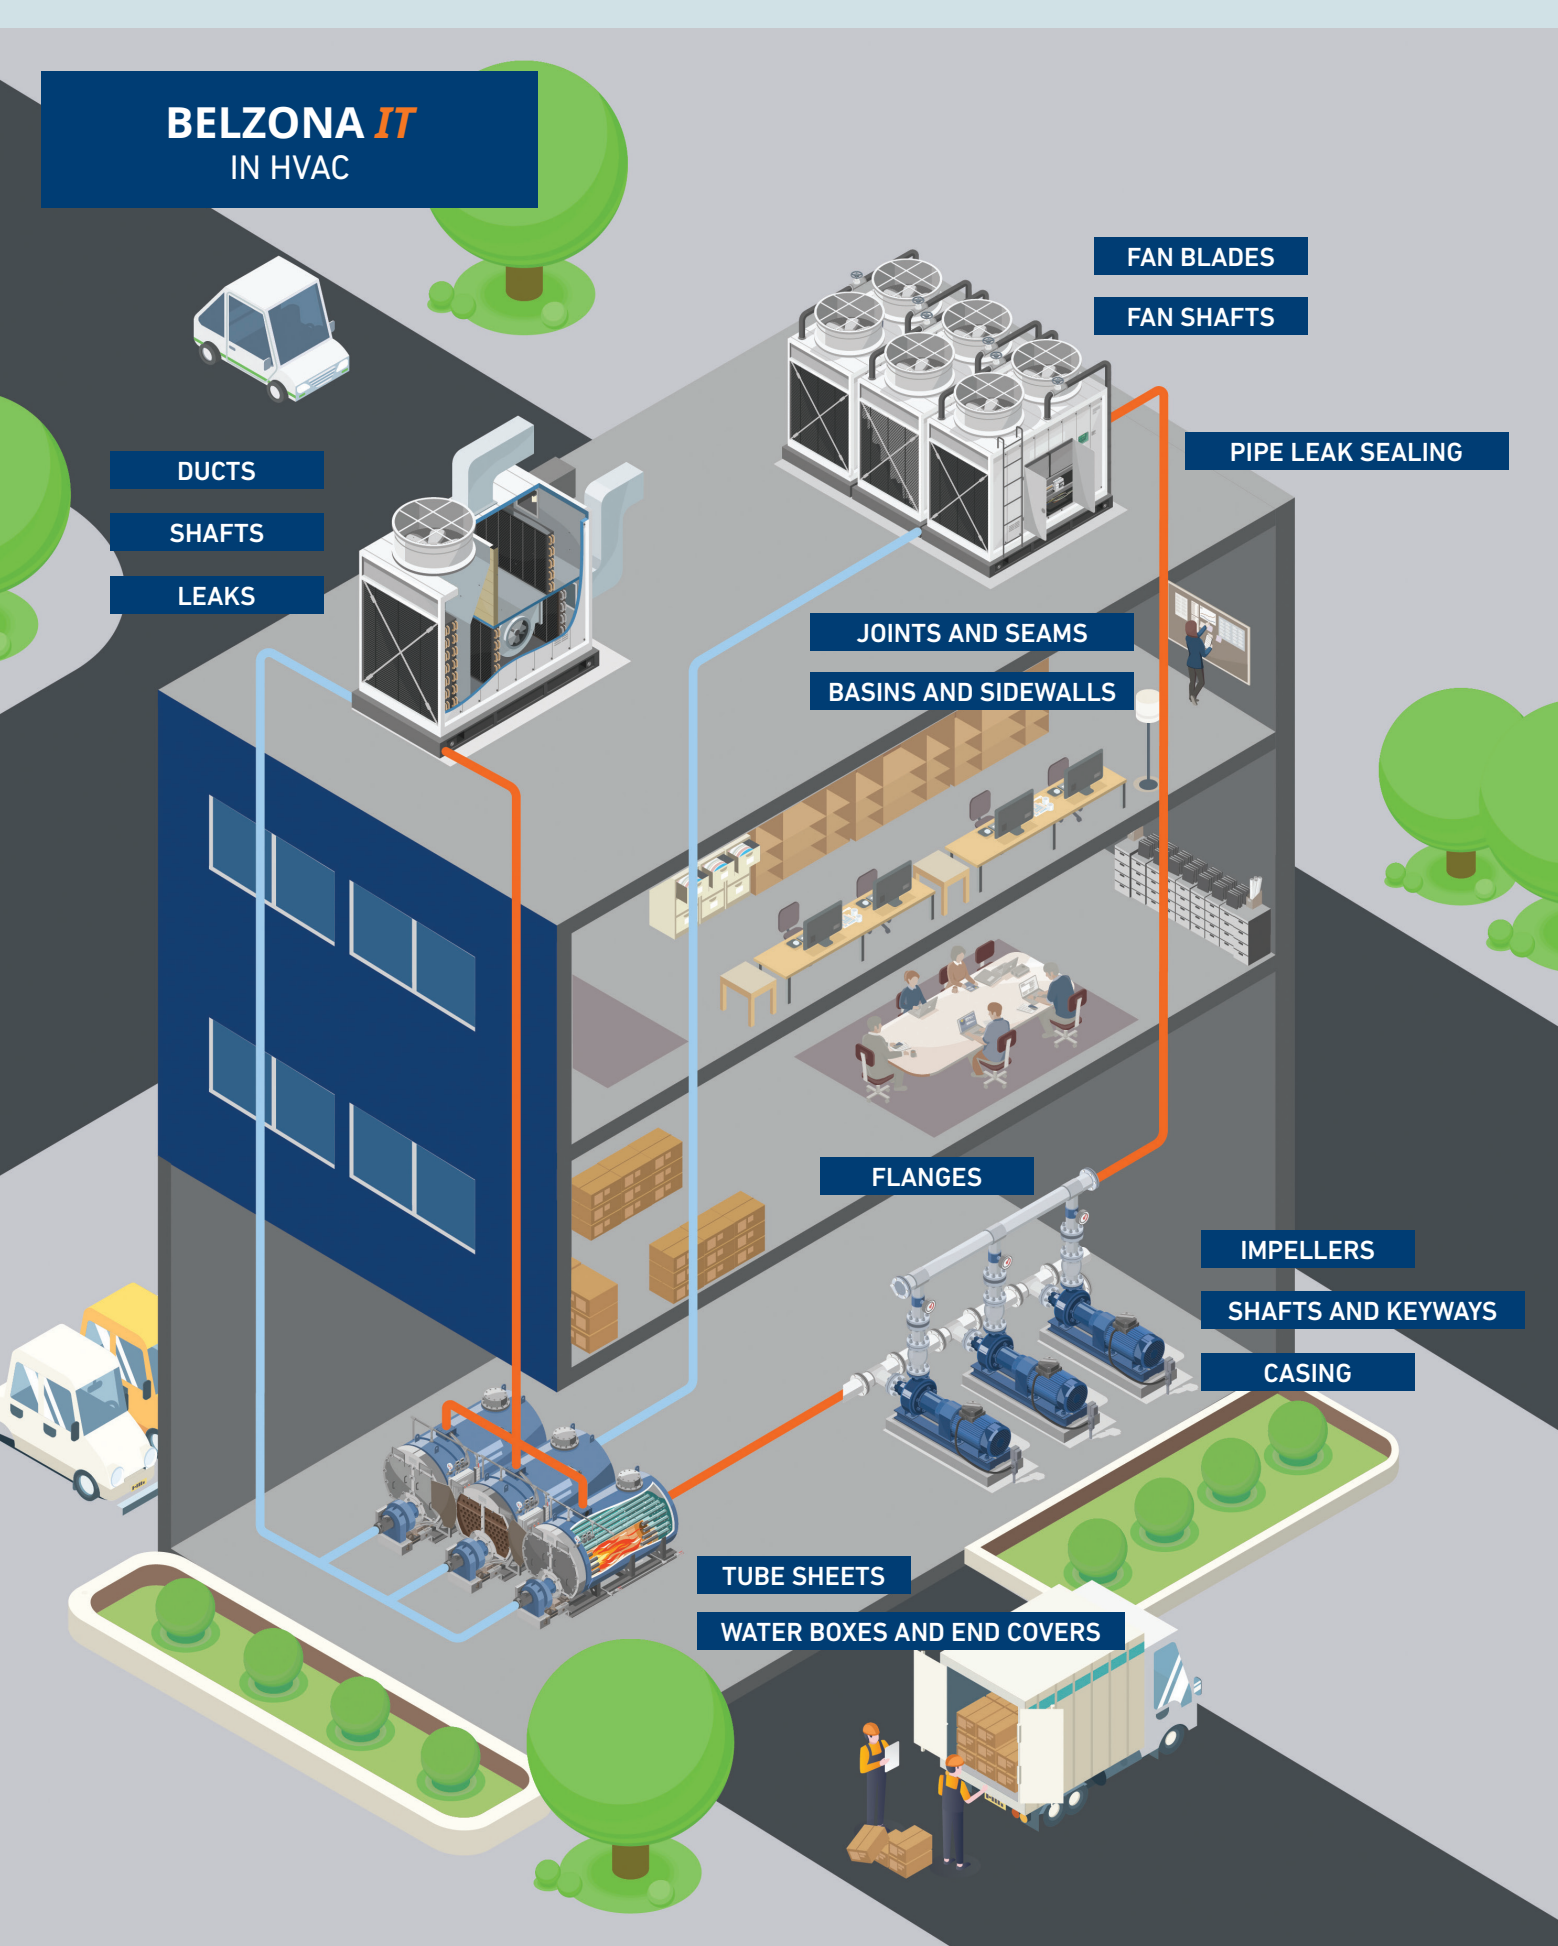 BELZONA IT
IN HVAC
FAN BLADES
FAN SHAFTS
PIPE LEAK SEALING
DUCTS
SHAFTS
LEAKS
JOINTS AND SEAMS
BASINS AND SIDEWALLS
FLANGES
IMPELLERS
SHAFTS AND KEYWAYS
CASING
TUBE SHEETS
WATER BOXES AND END COVERS